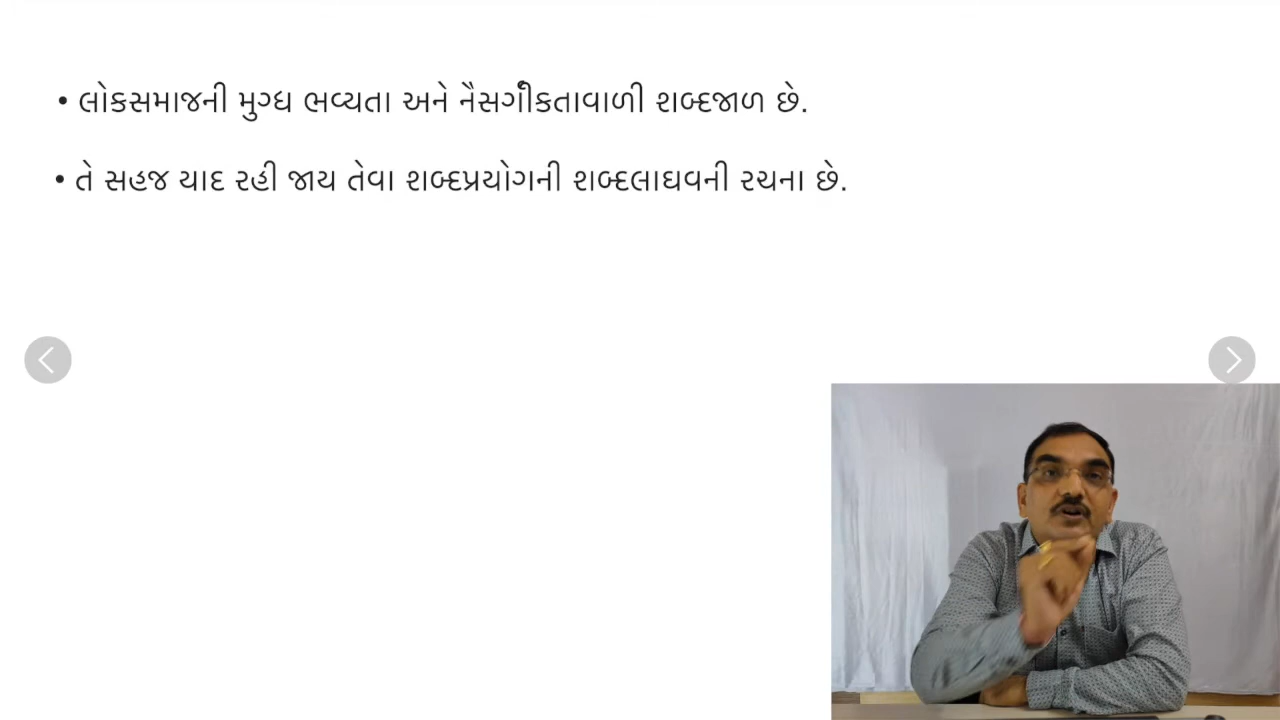 • લોકસમાજની મુગ્ધ ભવ્યતા અને નૈસર્ગીકતાવાળી શબ્દજાળ છે.
• તે સહજ યાદ રહી જાય તેવા શબ્દપ્રયોગની શબ્દલાઘવની રચના છે.